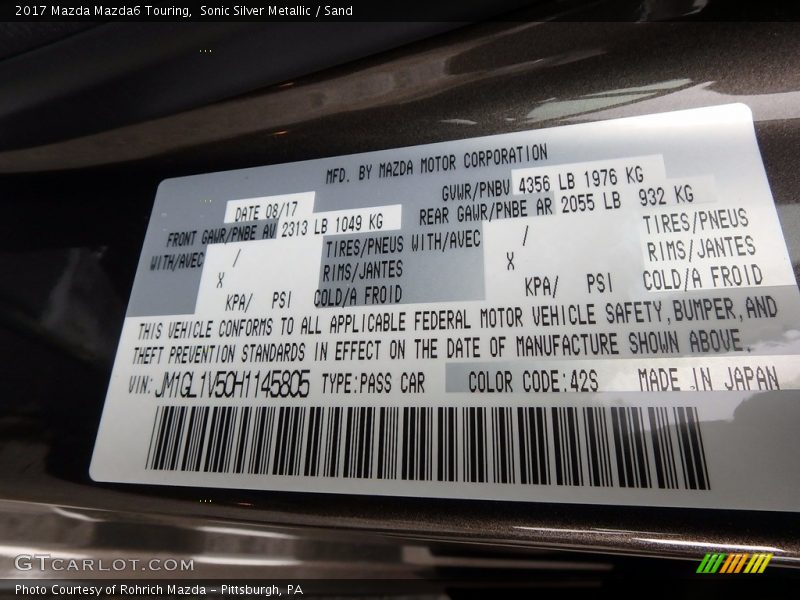 2017 Mazda Mazda6 Touring, Sonic Silver Metallic / Sand
MFD. BY MAZDA MOTOR CORPORATION
DATE 08/17 GVWR/PNBV 4356 LB 1976 KG
FRONT GAWR/PNBE AV 2313 LB 1049 KG REAR GAWR/PNBE AR 2055 LB 932 KG
WITH/AVEC / TIRES/PNEUS WITH/AVEC / TIRES/PNEUS
X RIMS/JANTES X RIMS/JANTES
KPA/ PSI COLD/A FROID KPA/ PSI COLD/A FROID
THIS VEHICLE CONFORMS TO ALL APPLICABLE FEDERAL MOTOR VEHICLE SAFETY, BUMPER, AND
THEFT PREVENTION STANDARDS IN EFFECT ON THE DATE OF MANUFACTURE SHOWN ABOVE.
VIN: JM1GL1V50H1145805 TYPE:PASS CAR COLOR CODE:42S MADE IN JAPAN
GTCARLOT.COM
Photo Courtesy of Rohrich Mazda - Pittsburgh, PA